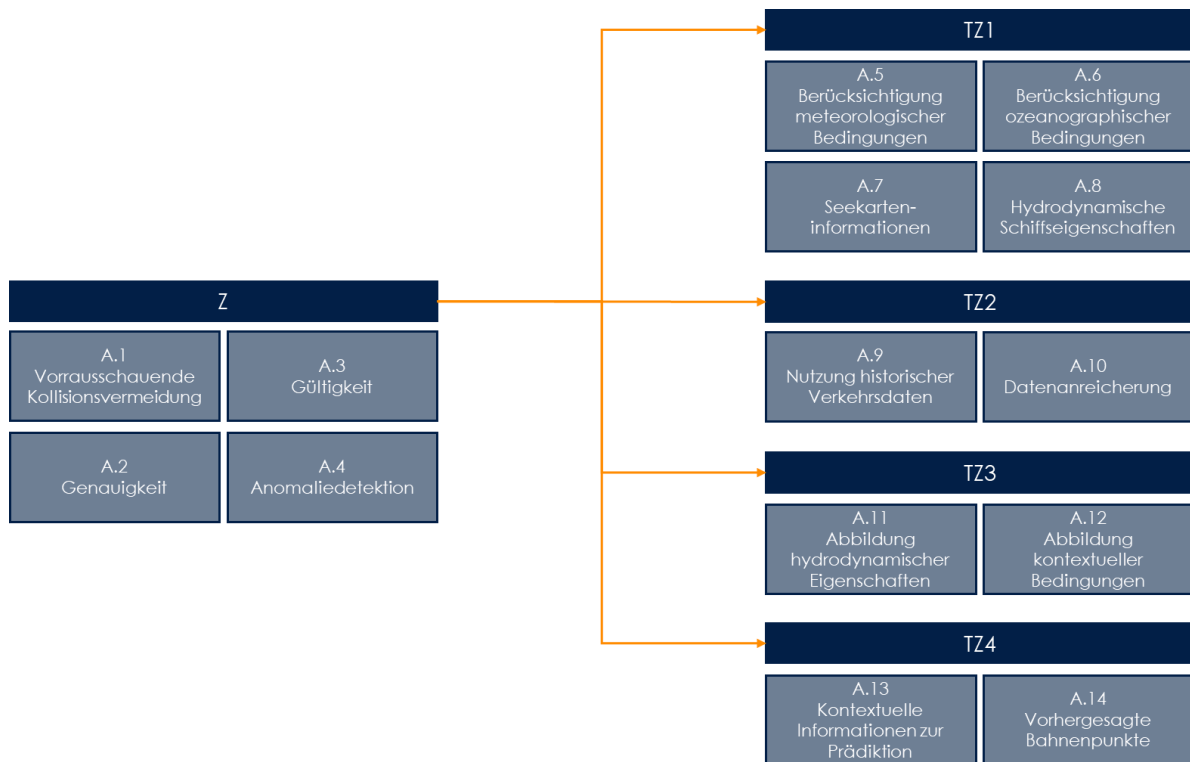 Z
A.1
Vorrausschauende
Kollisionsvermeidung
A.3
Gültigkeit
A.2
Genauigkeit
A.4
Anomaliedetektion
TZ1
A.5
Berücksichtigung
meteorologischer
Bedingungen
A.6
Berücksichtigung
ozeanographischer
Bedingungen
A.7
Seekarten-
informationen
A.8
Hydrodynamische
Schiffseigenschaften
TZ2
A.9
Nutzung historischer
Verkehrsdaten
A.10
Datenanreicherung
TZ3
A.11
Abbildung
hydrodynamischer
Eigenschaften
A.12
Abbildung
kontextueller
Bedingungen
TZ4
A.13
Kontextuelle
Informationen zur
Prädiktion
A.14
Vorhergesagte
Bahnenpunkte